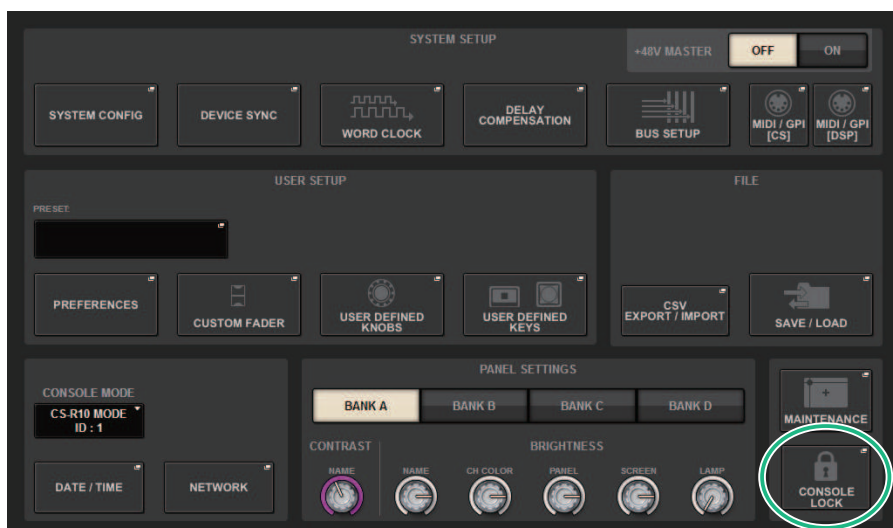 SYSTEM SETUP
+48V MASTER
OFF
ON
SYSTEM CONFIG
DEVICE SYNC
WORD CLOCK
DELAY
COMPENSATION
BUS SETUP
MIDI / GPI
[CS]
MIDI / GPI
[DSP]
USER SETUP
PRESET:
PREFERENCES
CUSTOM FADER
USER DEFINED
KNOBS
USER DEFINED
KEYS
FILE
CSV
EXPORT / IMPORT
SAVE / LOAD
CONSOLE MODE
CS-R10 MODE
ID : 1
DATE / TIME
NETWORK
PANEL SETTINGS
BANK A
BANK B
BANK C
BANK D
CONTRAST
BRIGHTNESS
NAME
NAME
CH COLOR
PANEL
SCREEN
LAMP
MAINTENANCE
CONSOLE
LOCK